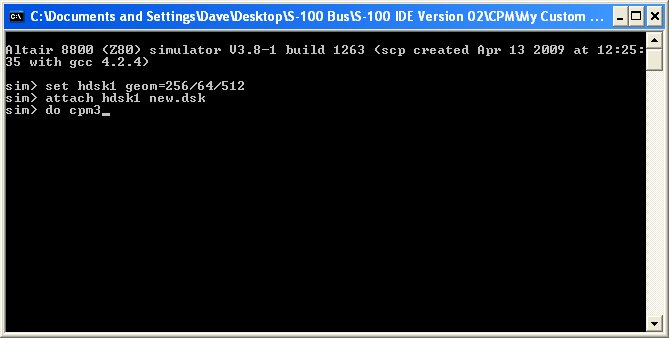 C:\Documents and Settings\Dave\Desktop\S-100 Bus\S-100 IDE Version 02\CPM\My Custom ...
Altair 8800 (Z80) simulator V3.8-1 build 1263 (scp created Apr 13 2009 at 12:25:
35 with gcc 4.2.4)
sim> set hdsk1 geom=256/64/512
sim> attach hdsk1 new.dsk
sim> do cpm3_